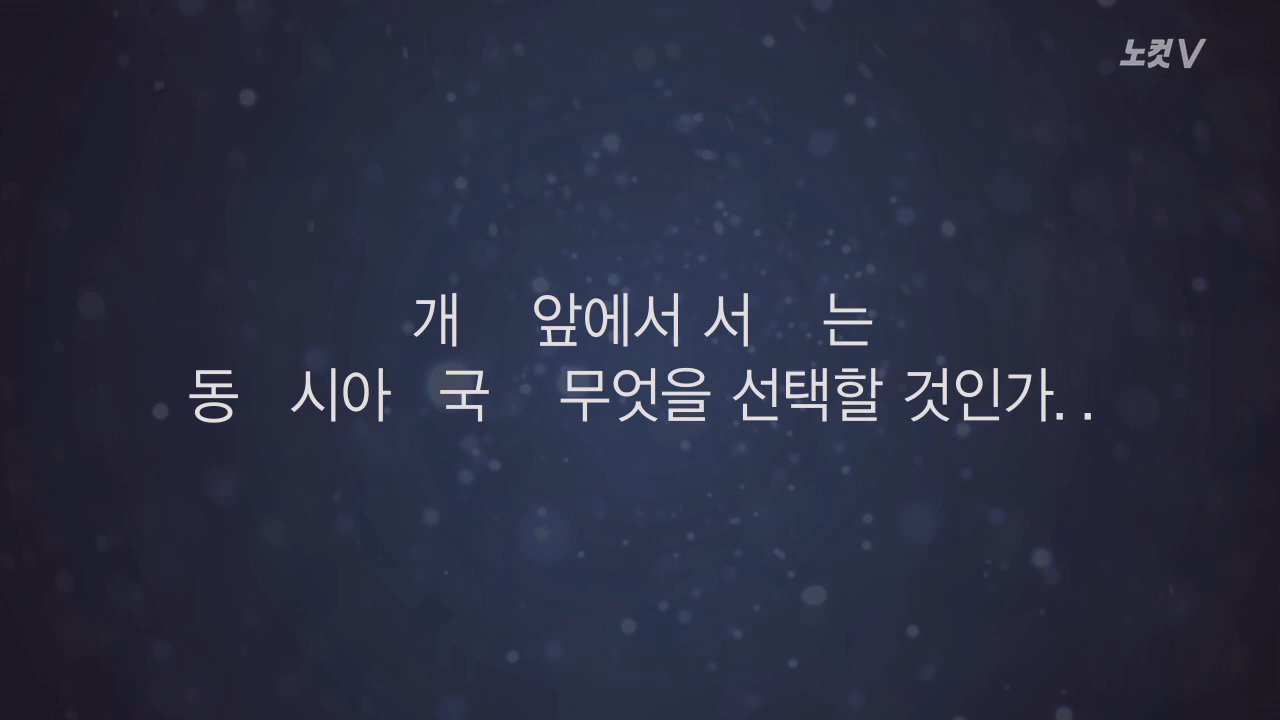 노컷V
개 앞에서 서 는
동 시아 국 무엇을 선택할 것인가. .